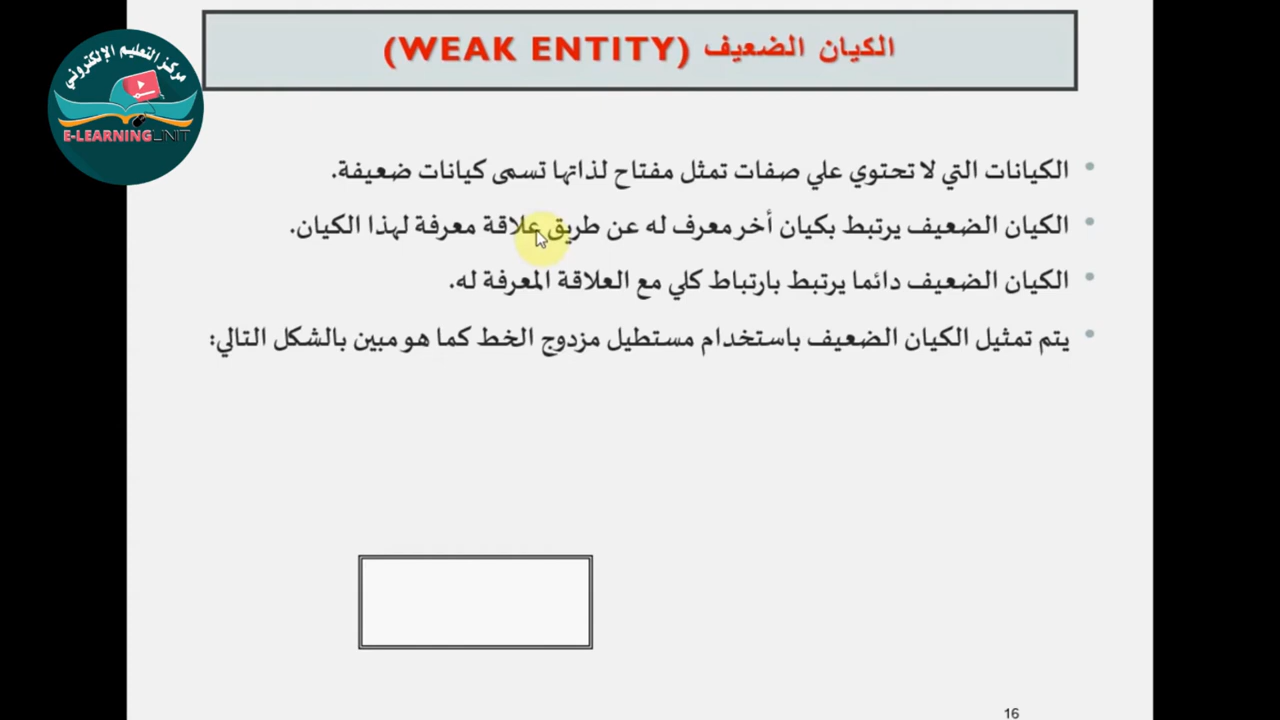 مركز التعليم الإلكتروني
E-LEARNING UNIT
الكيان الضعيف (WEAK ENTITY)
• الكيانات التي لا تحتوي علي صفات تمثل مفتاح لذاتها تسمى كيانات ضعيفة.
• الكيان الضعيف يرتبط بكيان أخر معرف له عن طريق علاقة معرفة لهذا الكيان.
• الكيان الضعيف دائما يرتبط بارتباط كلي مع العلاقة المعرفة له.
• يتم تمثيل الكيان الضعيف باستخدام مستطيل مزدوج الخط كما هو مبين بالشكل التالي:
16